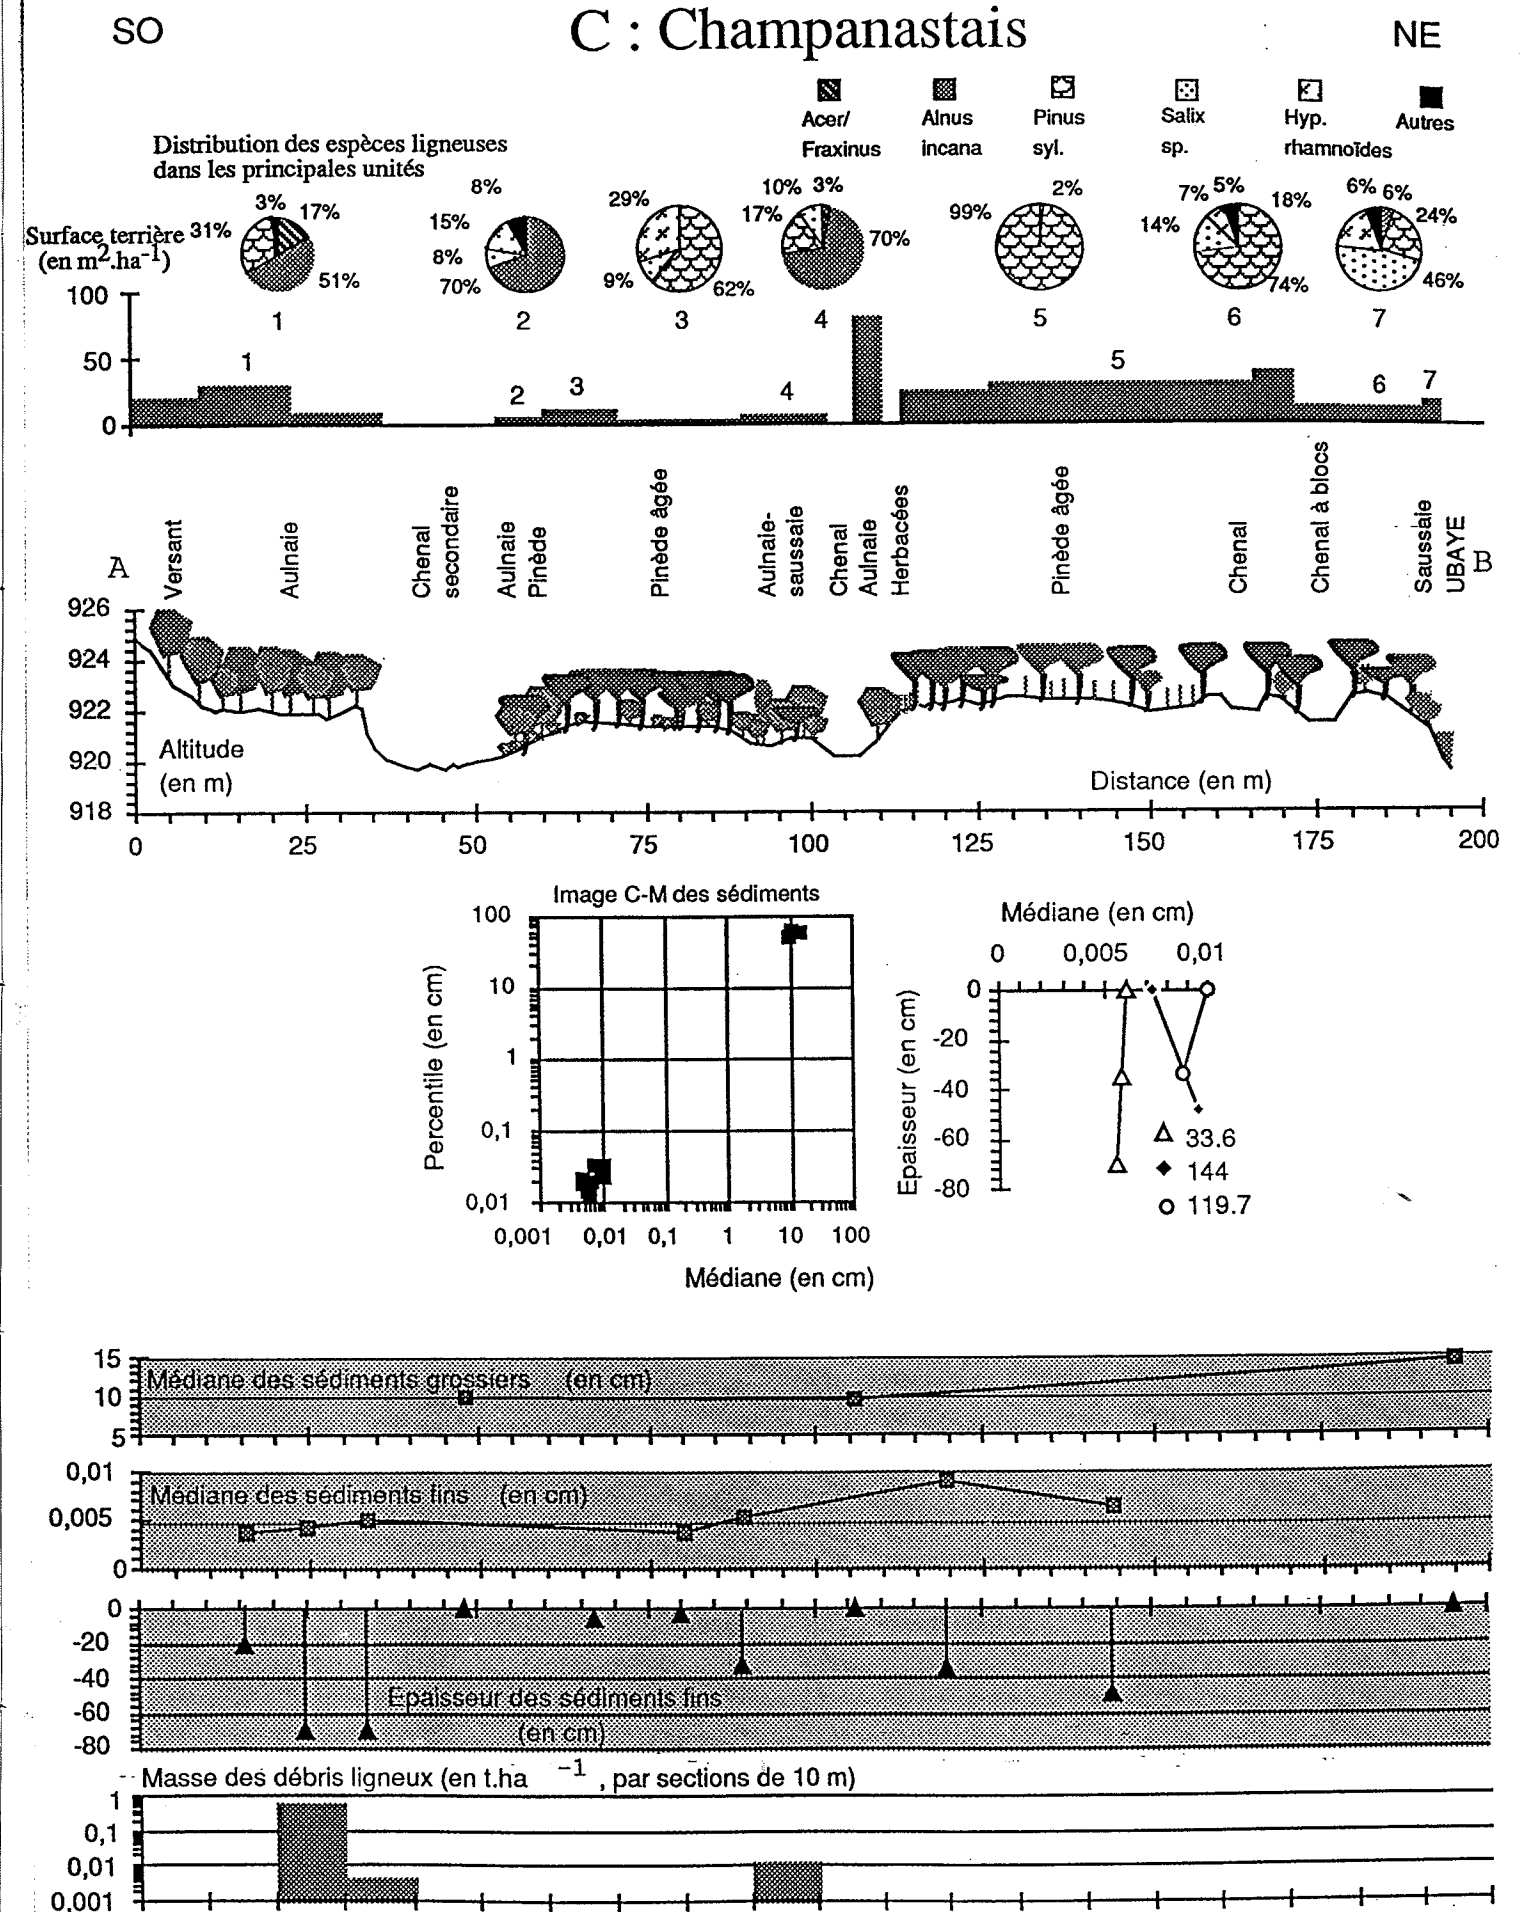 SO
C : Champanastais
NE
Acer/
Fraxinus
Alnus
incana
Pinus
syl.
Salix
sp.
Hyp.
rhamnoïdes
Autres
Distribution des espèces ligneuses
dans les principales unités
3%
17%
31%
51%
8%
15%
8%
70%
29%
9%
62%
10%
3%
17%
70%
2%
99%
7%
5%
18%
14%
74%
6%
6%
24%
46%
Surface terrière
(en m².ha⁻¹)
100
50
0
1
2
3
4
5
6
7
1
2
3
4
5
6
7
A
Versant
Aulnaie
Chenal
secondaire
Aulnaie
Pinède
Pinède âgée
Aulnaie-
saussaie
Chenal
Aulnaie
Herbacées
Pinède âgée
Chenal
Chenal à blocs
Saussaie
UBAYE
B
926
924
922
920
918
Altitude
(en m)
Distance (en m)
0
25
50
75
100
125
150
175
200
Image C-M des sédiments
Percentile (en cm)
100
10
1
0,1
0,01
0,001
0,01
0,1
1
10
100
Médiane (en cm)
Médiane (en cm)
0
0,005
0,01
Epaisseur (en cm)
0
-20
-40
-60
-80
33.6
144
119.7
15
10
5
Médiane des sédiments grossiers (en cm)
0,01
0,005
0
Médiane des sédiments fins (en cm)
0
-20
-40
-60
-80
Epaisseur des sédiments fins
(en cm)
Masse des débris ligneux (en t.ha ⁻¹ , par sections de 10 m)
1
0,1
0,01
0,001